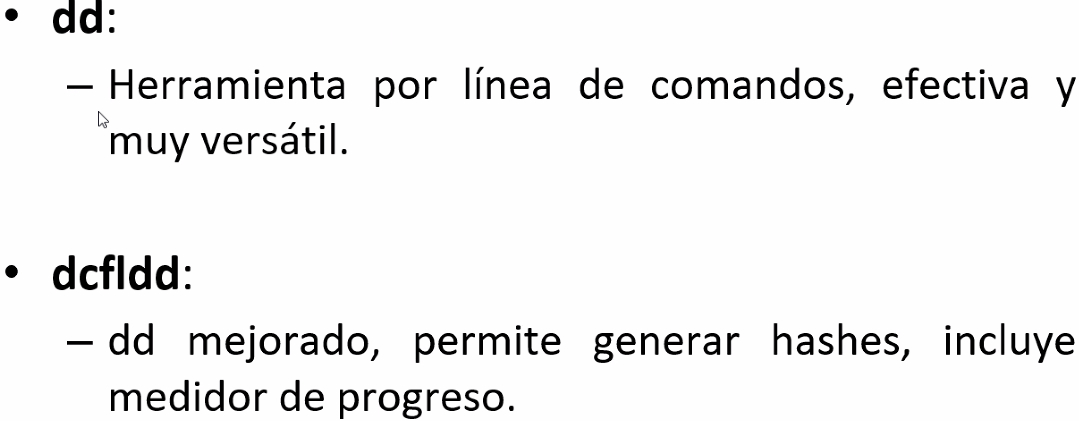 • dd:
– Herramienta por línea de comandos, efectiva y
muy versátil.
• dcfldd:
– dd mejorado, permite generar hashes, incluye
medidor de progreso.